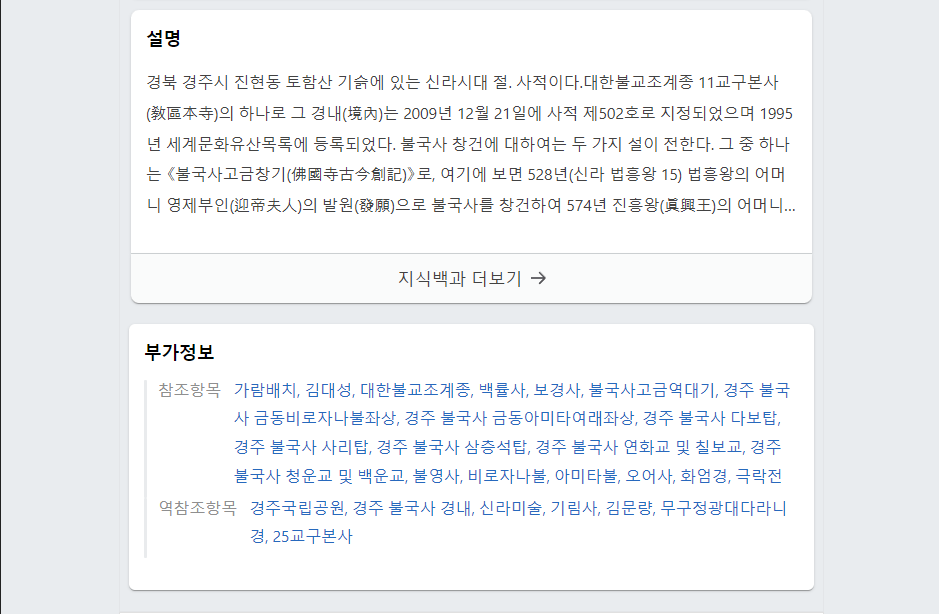 설명
경북 경주시 진현동 토함산 기슭에 있는 신라시대 절. 사적이다.대한불교조계종 11교구본사
(敎區本寺)의 하나로 그 경내(境內)는 2009년 12월 21일에 사적 제502호로 지정되었으며 1995
년 세계문화유산목록에 등록되었다. 불국사 창건에 대하여는 두 가지 설이 전한다. 그 중 하나
는 《불국사고금창기(佛國寺古今創記)》로, 여기에 보면 528년(신라 법흥왕 15) 법흥왕의 어머
니 영제부인(迎帝夫人)의 발원(發願)으로 불국사를 창건하여 574년 진흥왕(眞興王)의 어머니...
지식백과 더보기 →
부가정보
참조항목 가람배치, 김대성, 대한불교조계종, 백률사, 보경사, 불국사고금역대기, 경주 불국
사 금동비로자나불좌상, 경주 불국사 금동아미타여래좌상, 경주 불국사 다보탑,
경주 불국사 사리탑, 경주 불국사 삼층석탑, 경주 불국사 연화교 및 칠보교, 경주
불국사 청운교 및 백운교, 불영사, 비로자나불, 아미타불, 오어사, 화엄경, 극락전
역참조항목 경주국립공원, 경주 불국사 경내, 신라미술, 기림사, 김문량, 무구정광대다라니
경, 25교구본사